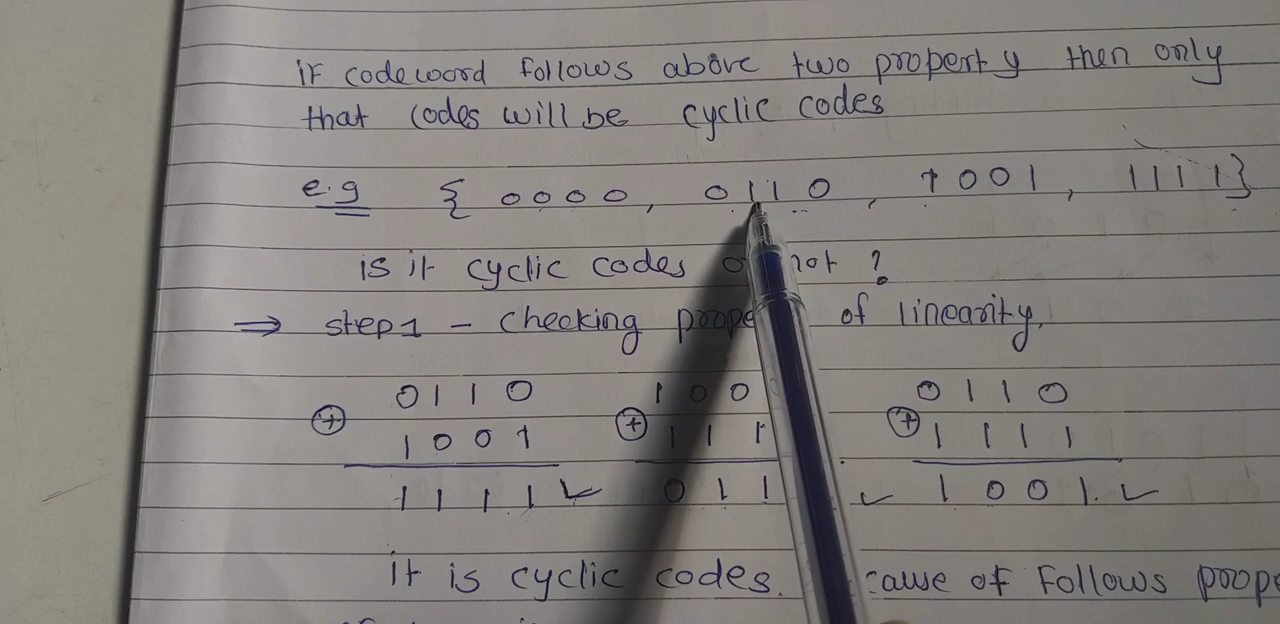 if codeword follows above two property then only
that codes will be cyclic codes
e.g { 0000, 0110, 1001, 1111}
is it cyclic codes not ?
⇒ step1 - checking of linearity.
0110 100 0110
⊕ 1001 ⊕ 111 ⊕ 1111
1111 ✓ 011 ✓ 1001. ✓
it is cyclic codes. of follows